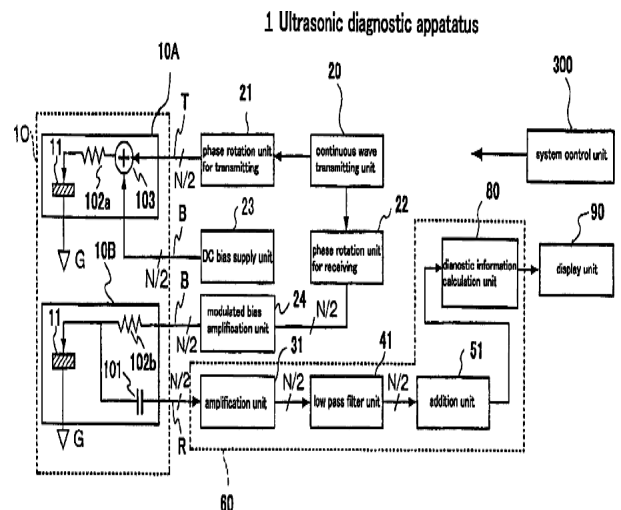 1 Ultrasonic diagnostic appatatus
10A
10
11
102a
103
G
T
N/2
21
phase rotation unit
for transmitting
20
continuous wave
transmitting unit
300
system control unit
B
N/2
23
DC bias supply unit
22
phase rotation unit
for receiving
80
dianostic information
calculation unit
90
display unit
10B
11
102b
101
G
B
N/2
24
modulated bias
amplification unit
N/2
31
amplification unit
N/2
R
N/2
41
low pass filter unit
N/2
51
addition unit
60